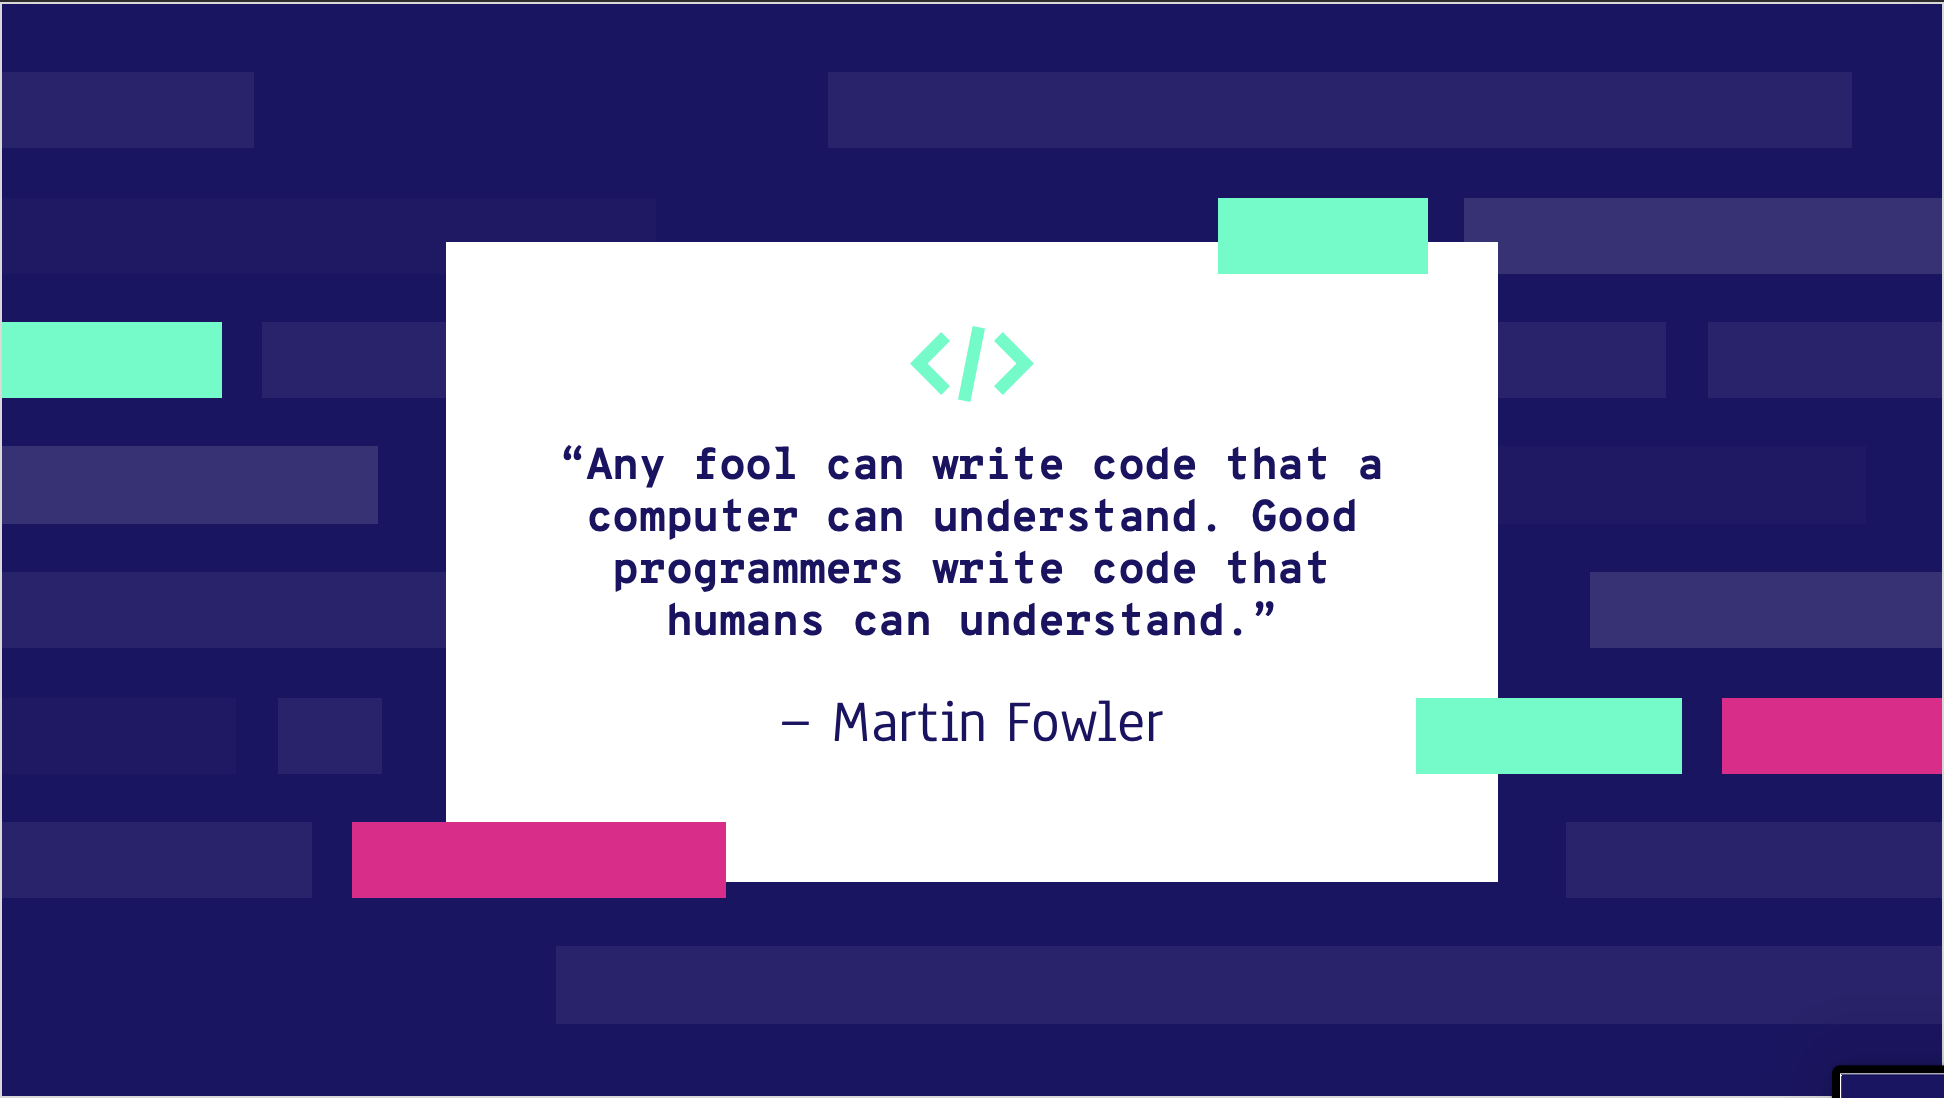 </>
“Any fool can write code that a
computer can understand. Good
programmers write code that
humans can understand.”
– Martin Fowler